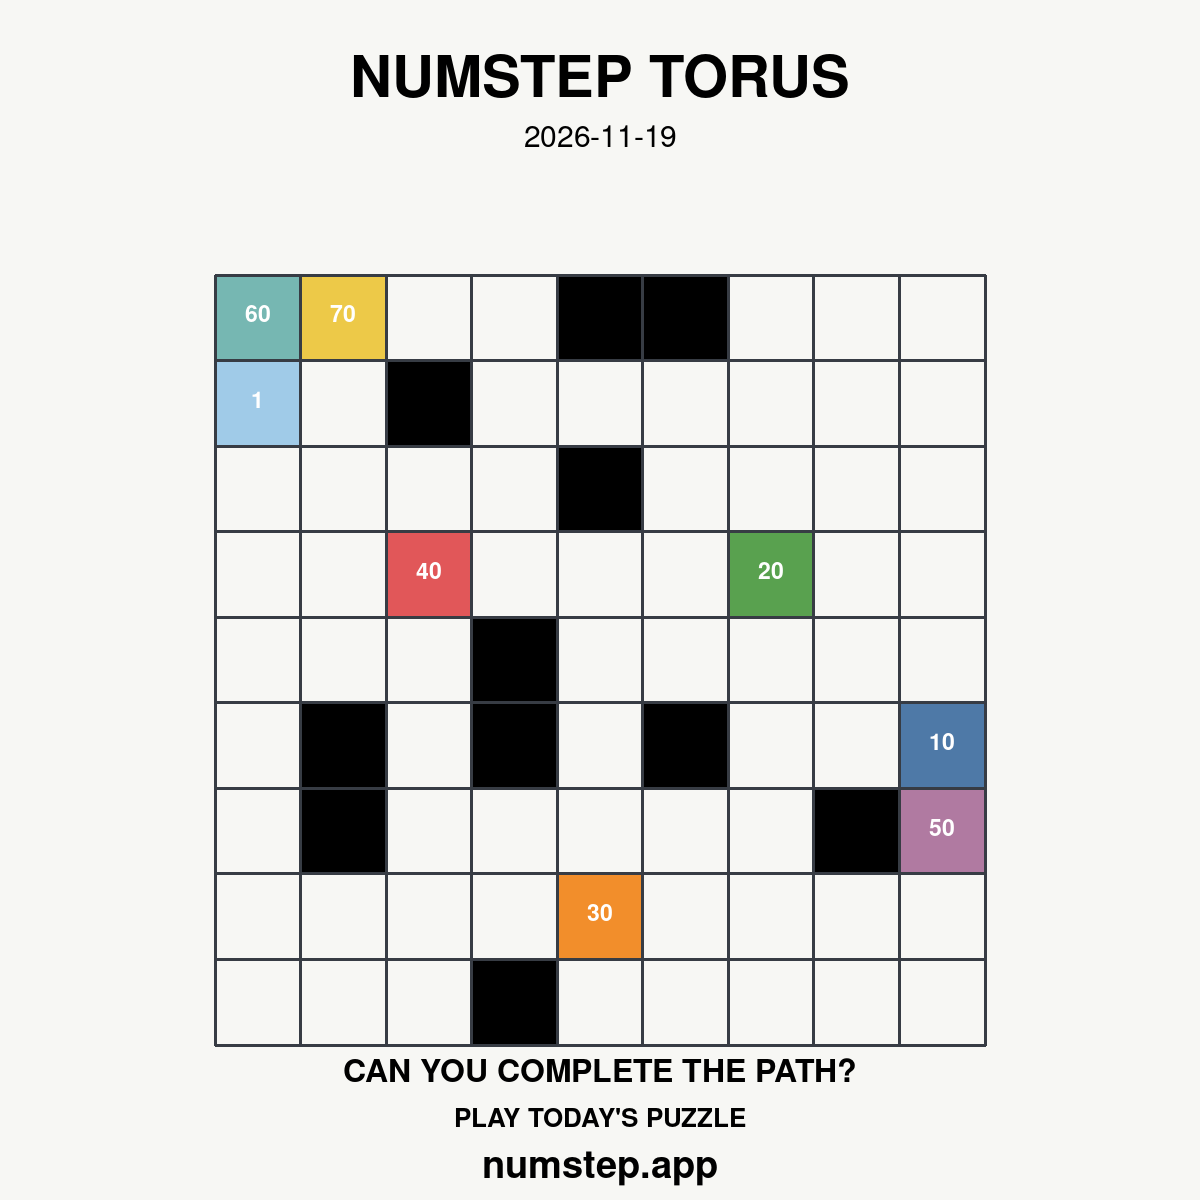 NUMSTEP TORUS
2026-11-19
60 70
1
40 20
10
50
30
CAN YOU COMPLETE THE PATH?
PLAY TODAY'S PUZZLE
numstep.app